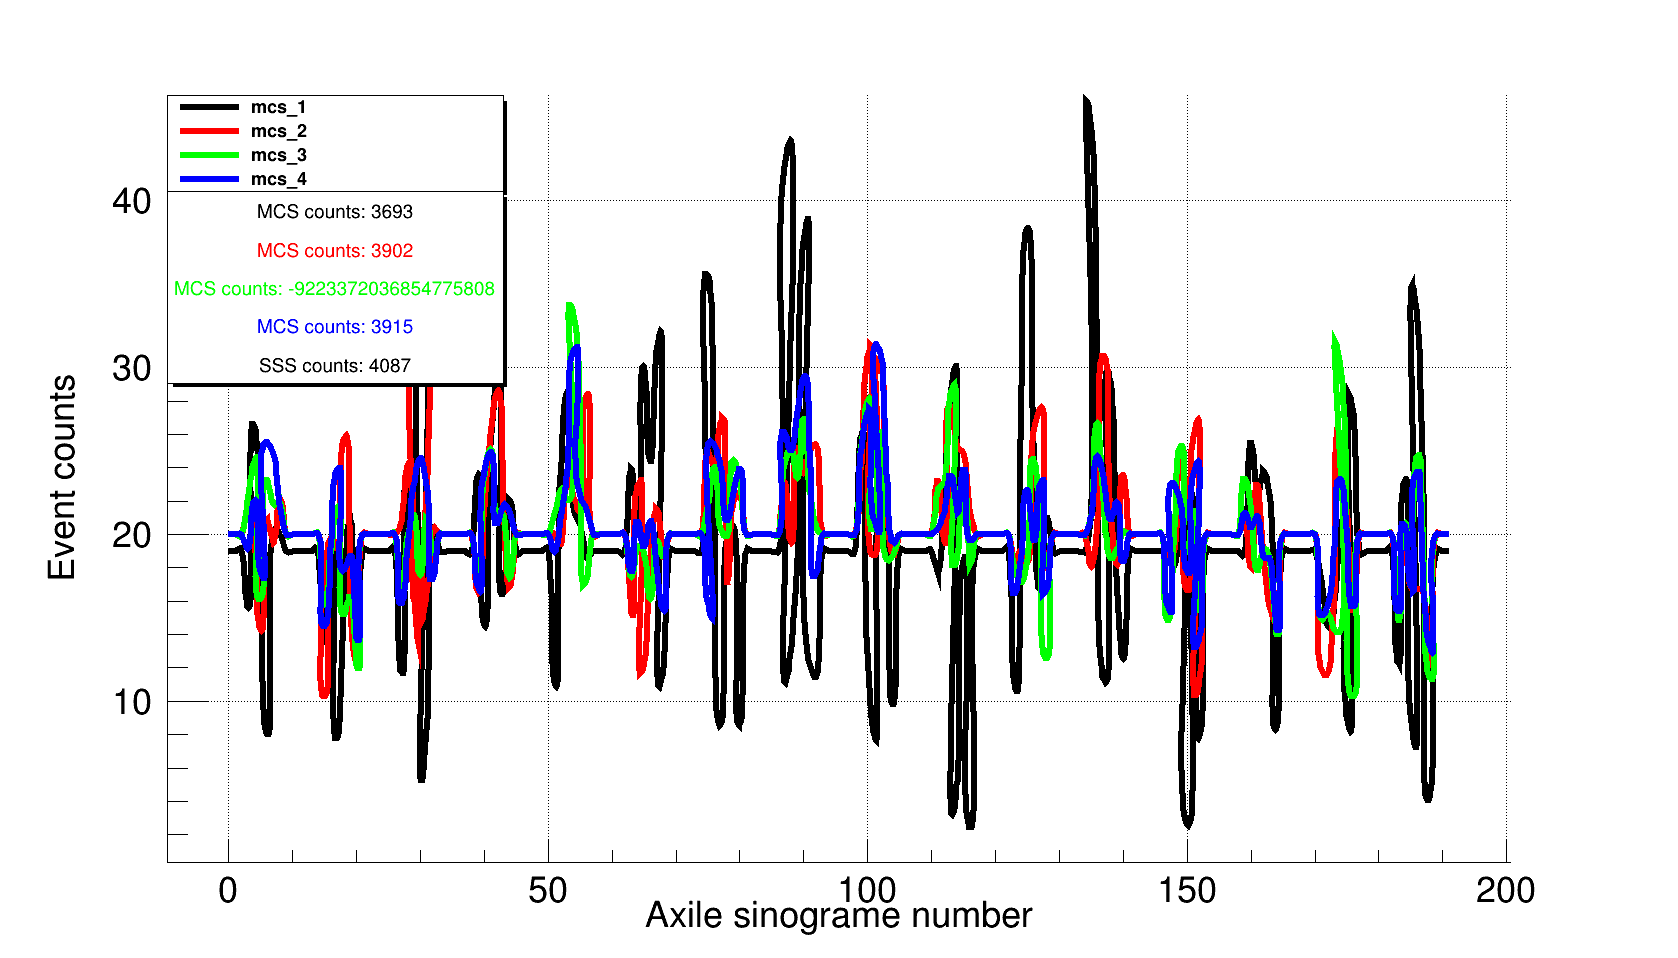 mcs_1
mcs_2
mcs_3
mcs_4
MCS counts: 3693
MCS counts: 3902
MCS counts: -9223372036854775808
MCS counts: 3915
SSS counts: 4087
40
30
20
10
Event counts
0 50 100 150 200
Axile sinograme number